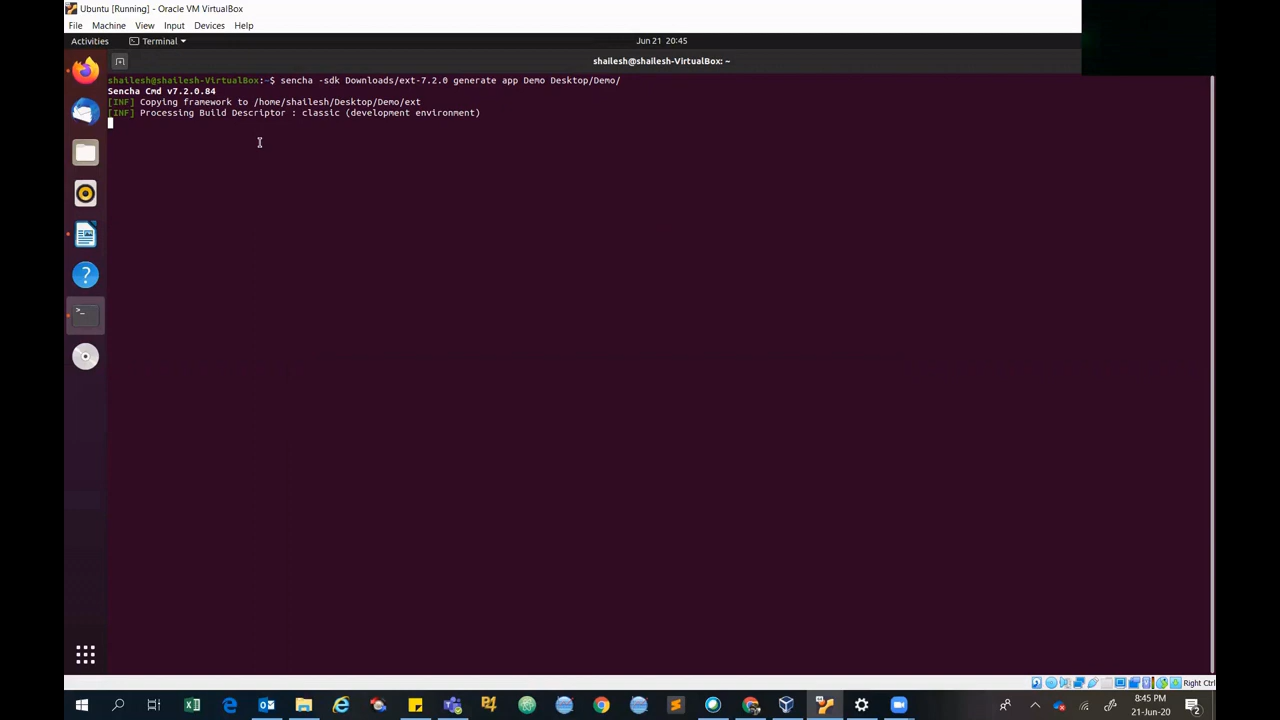 Ubuntu [Running] - Oracle VM VirtualBox
File Machine View Input Devices Help
Activities Terminal Jun 21 20:45
shailesh@shailesh-VirtualBox: ~
shailesh@shailesh-VirtualBox:~$ sencha -sdk Downloads/ext-7.2.0 generate app Demo Desktop/Demo/
Sencha Cmd v7.2.0.84
[INF] Copying framework to /home/shailesh/Desktop/Demo/ext
[INF] Processing Build Descriptor : classic (development environment)
Right Ctrl
8:45 PM
21-Jun-20